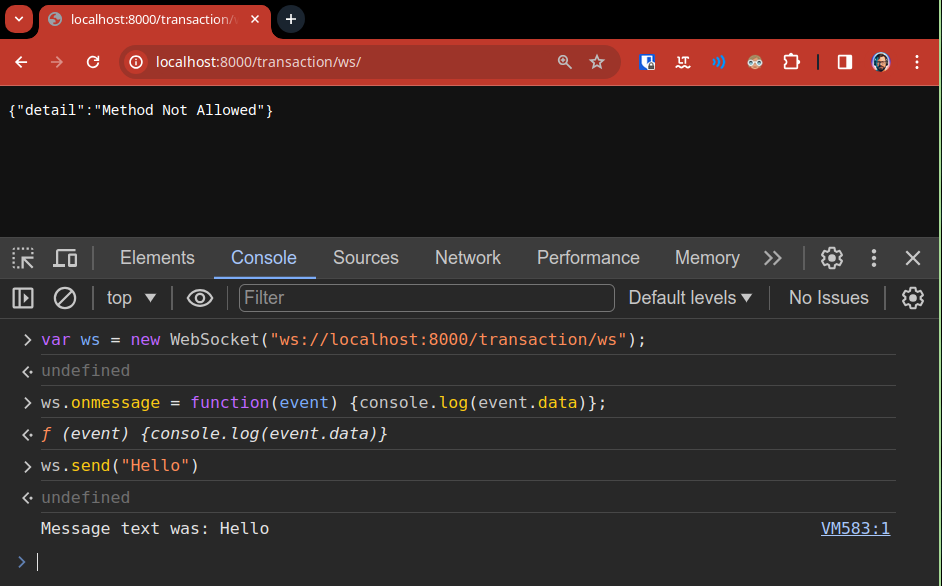 localhost:8000/transaction/
localhost:8000/transaction/ws/
{"detail":"Method Not Allowed"}
Elements Console Sources Network Performance Memory
top Filter Default levels No Issues
var ws = new WebSocket("ws://localhost:8000/transaction/ws");
undefined
ws.onmessage = function(event) {console.log(event.data)};
ƒ (event) {console.log(event.data)}
ws.send("Hello")
undefined
Message text was: Hello VM583:1